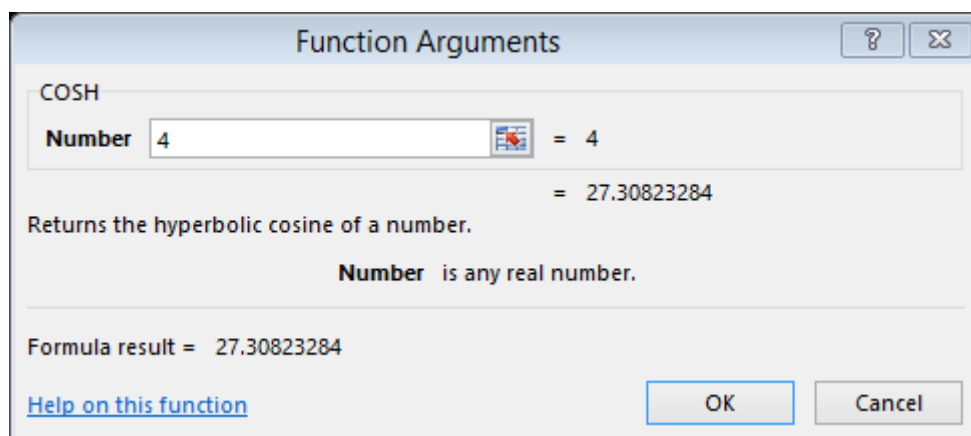 Function Arguments
COSH
Number 4 = 4
= 27.30823284
Returns the hyperbolic cosine of a number.
Number is any real number.
Formula result = 27.30823284
Help on this function OK Cancel